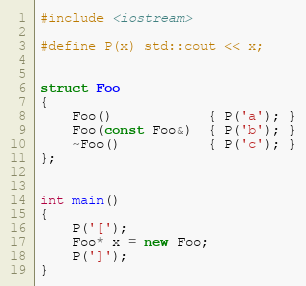 1 #include <iostream>
2
3 #define P(x) std::cout << x;
4
5
6 struct Foo
7 {
8     Foo()            { P('a'); }
9     Foo(const Foo&)  { P('b'); }
10     ~Foo()           { P('c'); }
11 };
12
13
14 int main()
15 {
16     P('[');
17     Foo* x = new Foo;
18     P(']');
19 }